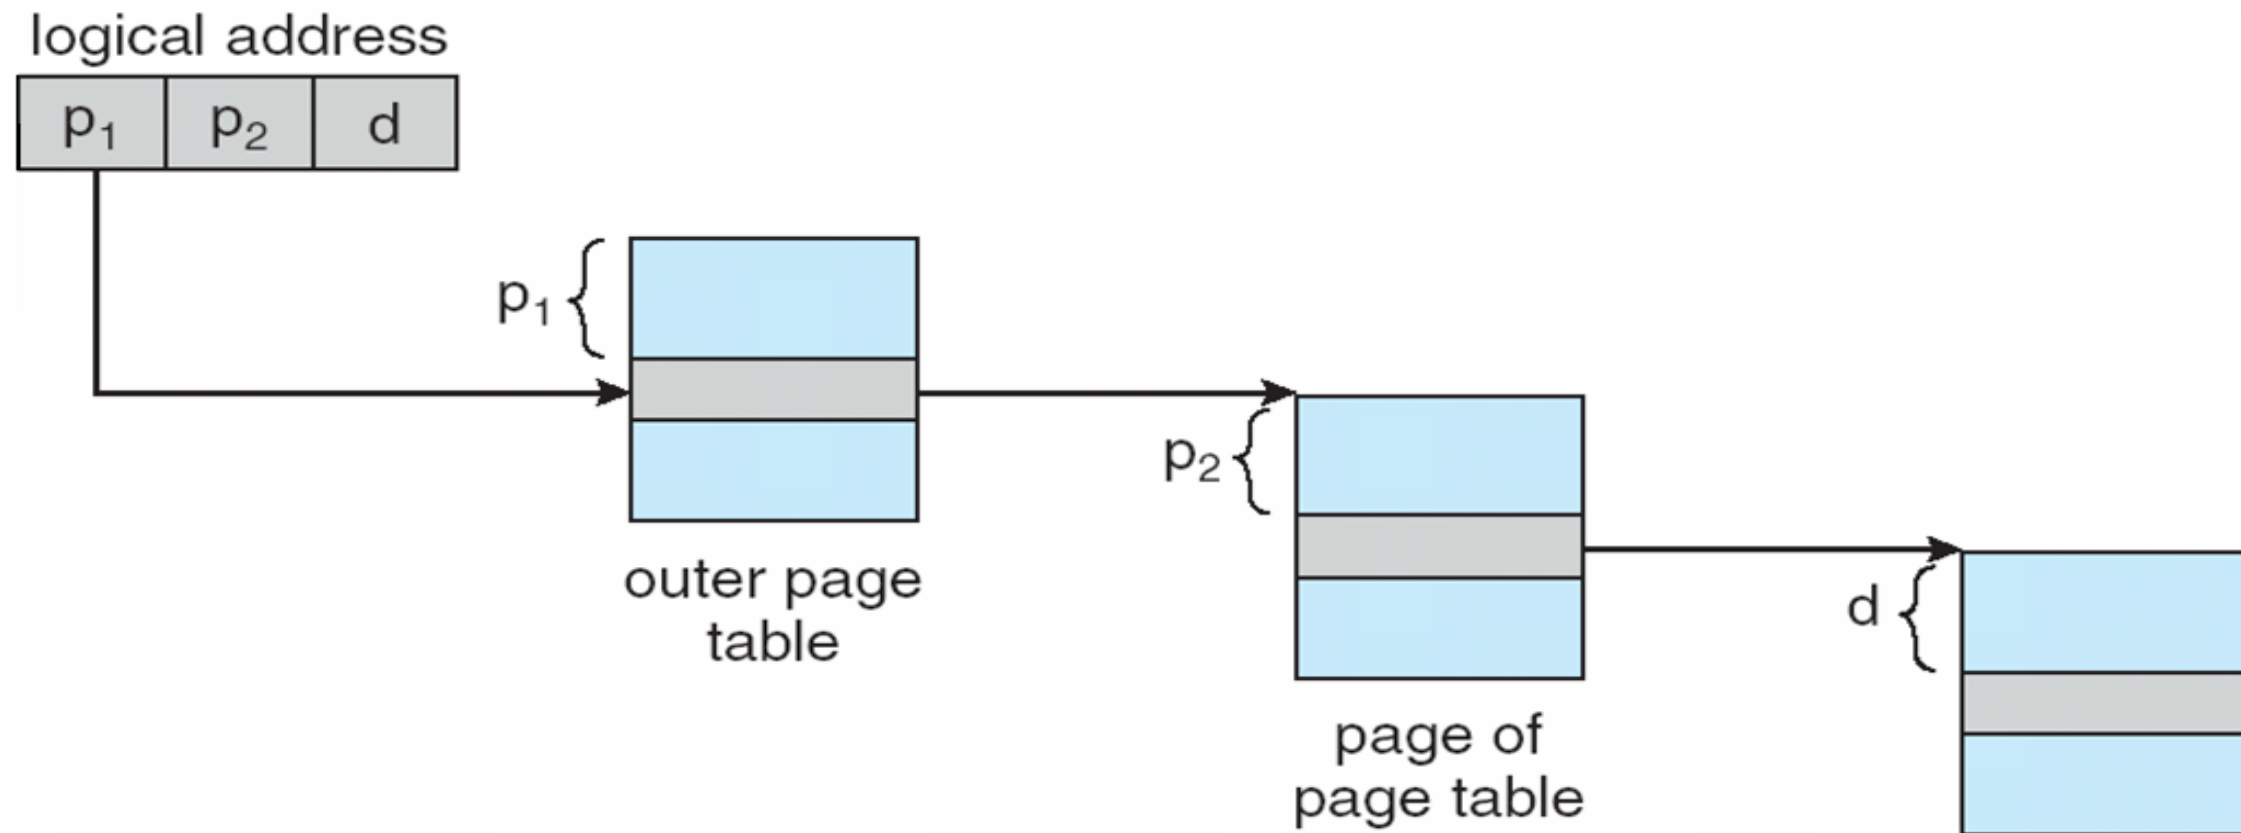 logical address
p₁ p₂ d
p₁
outer page
table
p₂
page of
page table
d